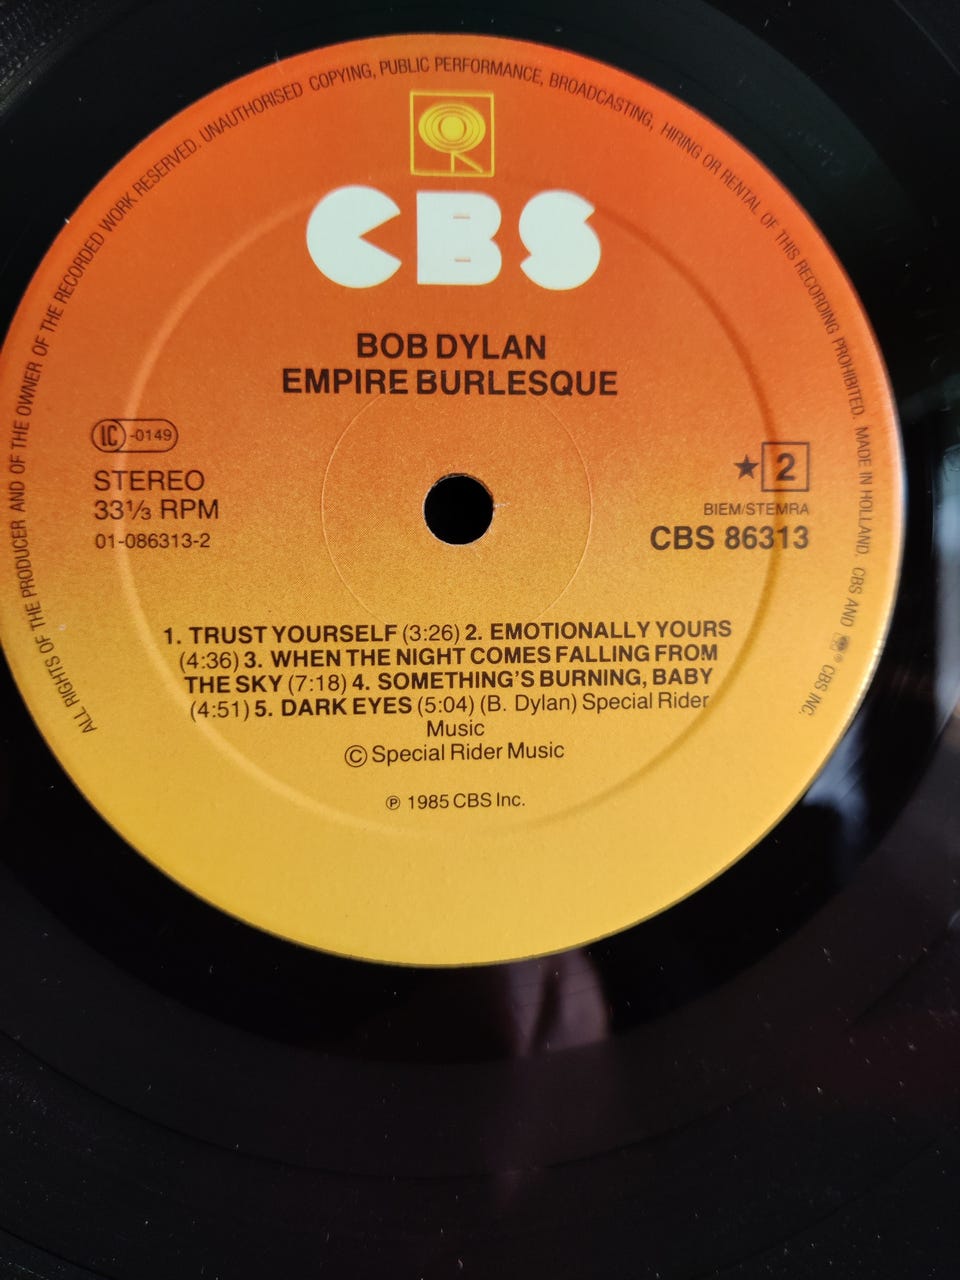 ALL RIGHTS OF THE PRODUCER AND OF THE OWNER OF THE RECORDED WORK RESERVED. UNAUTHORISED COPYING, PUBLIC PERFORMANCE, BROADCASTING, HIRING OR RENTAL OF THIS RECORDING PROHIBITED. MADE IN HOLLAND. CBS AND ® CBS INC.
CBS
BOB DYLAN
EMPIRE BURLESQUE
LC-0149
STEREO
33⅓ RPM
01-086313-2
★ 2
BIEM/STEMRA
CBS 86313
1. TRUST YOURSELF (3:26) 2. EMOTIONALLY YOURS
(4:36) 3. WHEN THE NIGHT COMES FALLING FROM
THE SKY (7:18) 4. SOMETHING'S BURNING, BABY
(4:51) 5. DARK EYES (5:04) (B. Dylan) Special Rider
Music
© Special Rider Music
℗ 1985 CBS Inc.